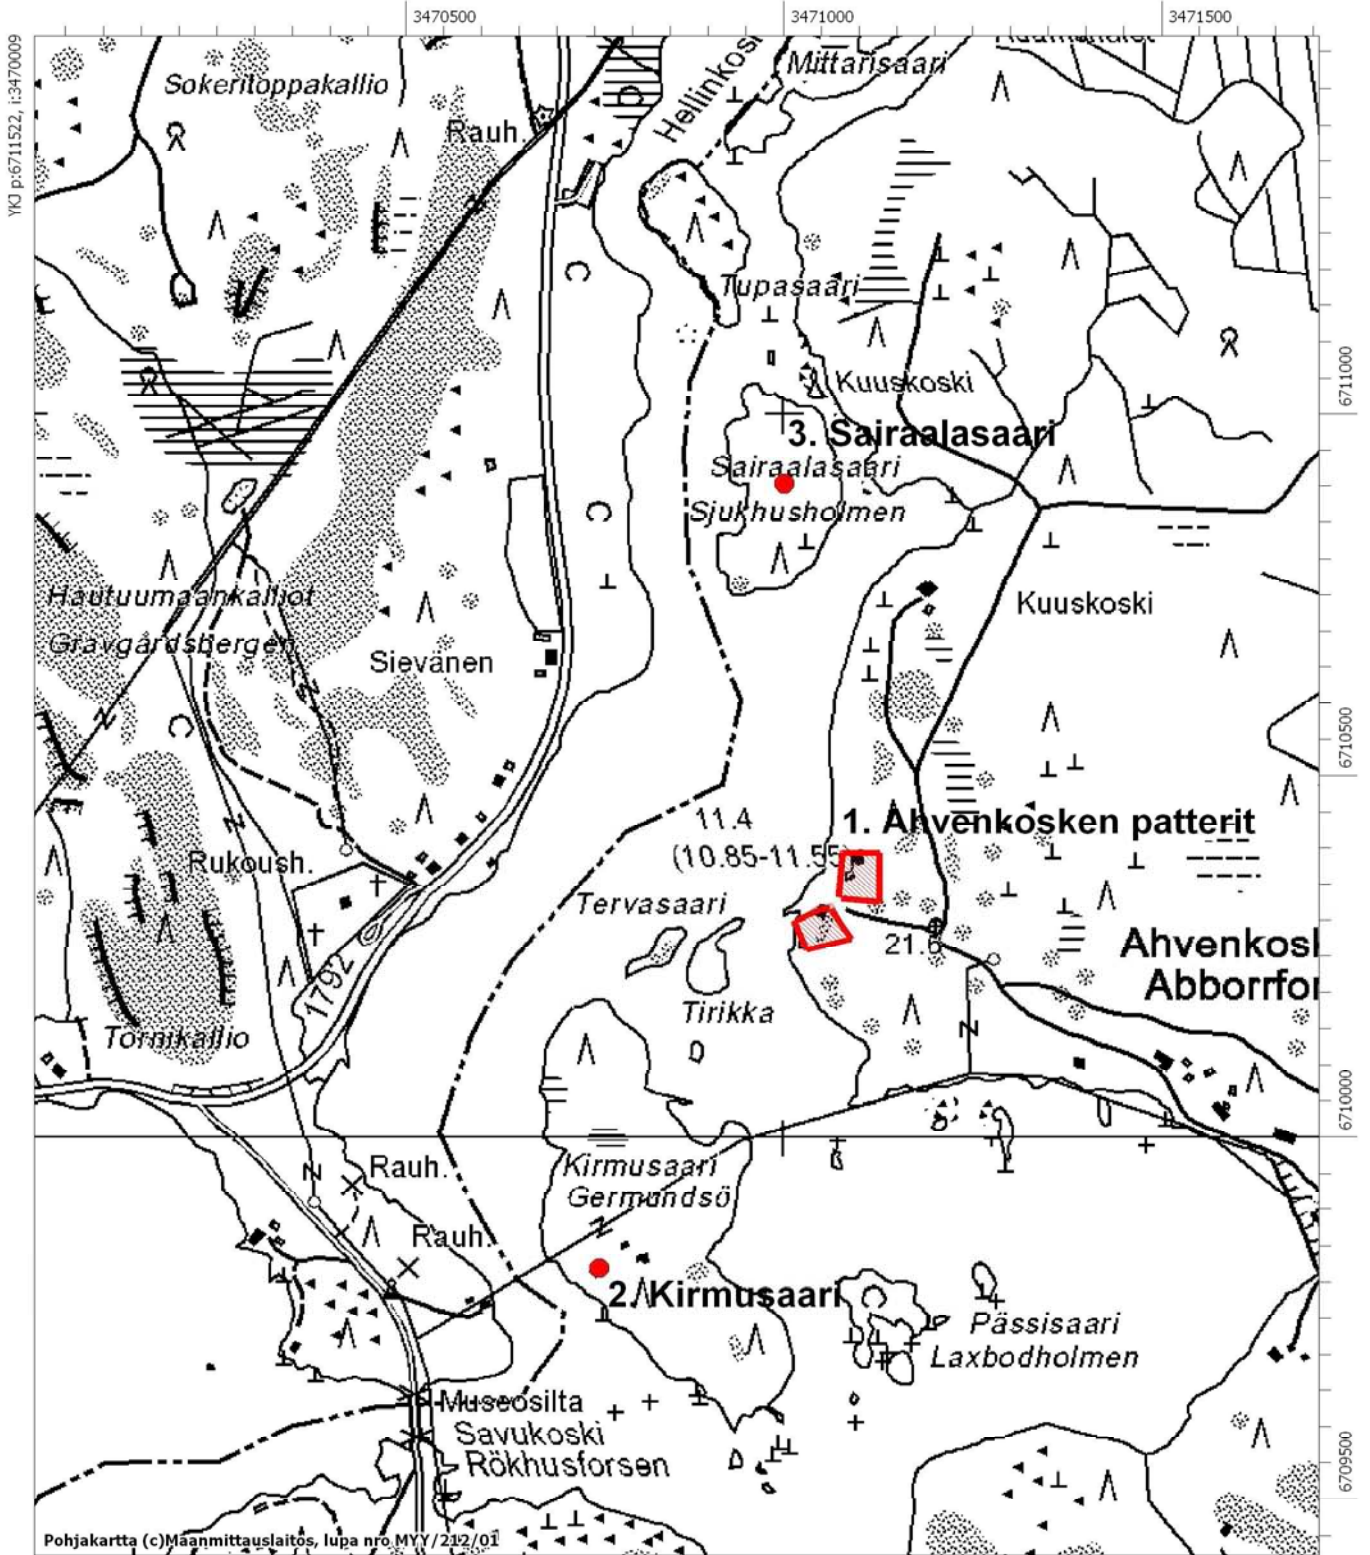 3470500
3471000
3471500
YKJ p:6711522, i:3470009
Mittarisaari
Sokeritoppakallio
Rauh.
Tupasaari
6711000
Kuuskoski
3. Sairaalasaari
Sairaalasaari
Sjukhusholmen
Hautuumaankalliot
Kuuskoski
Gravgårdsbergen
Sievänen
6710500
11.4
1. Ahvenkosken patterit
(10.85-11.55)
Rukoush.
Tervasaari
21.6
Ahvenkosl
Abborrfor
1792
Tirikka
Tornikallio
6710000
Rauh.
Kirmusaari
Germundsö
Rauh.
2. Kirmusaari
Pässisaari
Laxbodholmen
Museosilta
Savukoski
Rökhusforsen
6709500
Pohjakartta (c)Maanmittauslaitos, lupa nro MYY/212/01